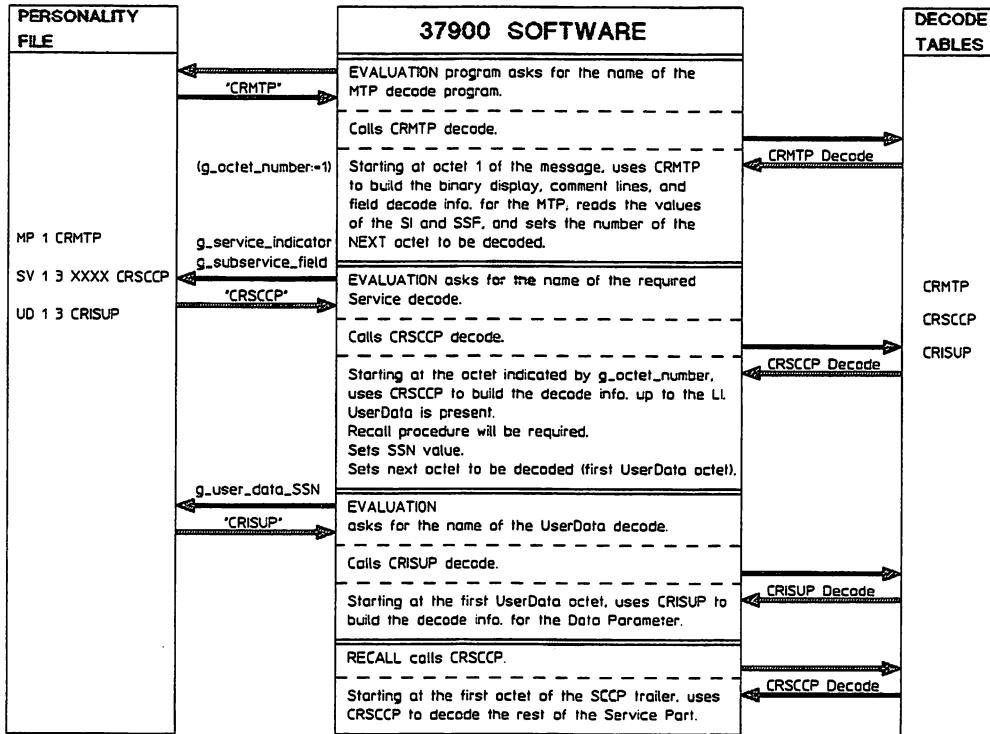 PERSONALITY
FILE
37900 SOFTWARE
DECODE
TABLES
EVALUATION program asks for the name of the
MTP decode program.
"CRMTP"
Calls CRMTP decode.
CRMTP Decode
(g_octet_number:=1)
Starting at octet 1 of the message, uses CRMTP
to build the binary display, comment lines, and
field decode info. for the MTP, reads the values
of the SI and SSF, and sets the number of the
NEXT octet to be decoded.
MP 1 CRMTP
SV 1 3 XXXX CRSCCP
UD 1 3 CRISUP
g_service_indicator
g_subservice_field
"CRSCCP"
EVALUATION asks for the name of the required
Service decode.
CRMTP
CRSCCP
CRISUP
Calls CRSCCP decode.
CRSCCP Decode
Starting at the octet indicated by g_octet_number,
uses CRSCCP to build the decode info. up to the LI.
UserData is present.
Recall procedure will be required.
Sets SSN value.
Sets next octet to be decoded (first UserData octet).
g_user_data_SSN
"CRISUP"
EVALUATION
asks for the name of the UserData decode.
Calls CRISUP decode.
CRISUP Decode
Starting at the first UserData octet, uses CRISUP to
build the decode info. for the Data Parameter.
RECALL calls CRSCCP.
CRSCCP Decode
Starting at the first octet of the SCCP trailer, uses
CRSCCP to decode the rest of the Service Part.